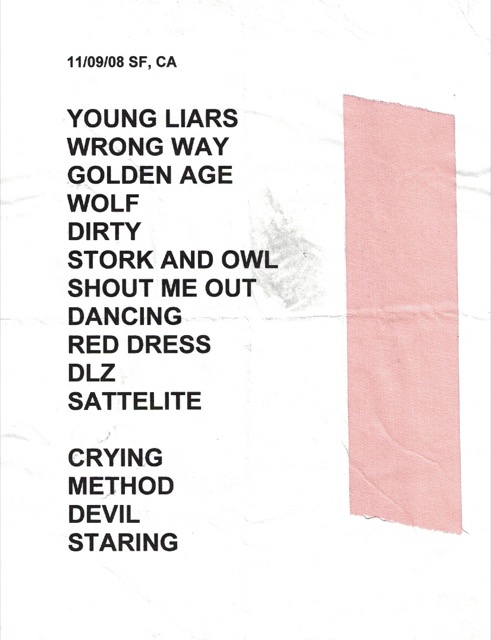 11/09/08 SF, CA
YOUNG LIARS
WRONG WAY
GOLDEN AGE
WOLF
DIRTY
STORK AND OWL
SHOUT ME OUT
DANCING
RED DRESS
DLZ
SATTELITE
CRYING
METHOD
DEVIL
STARING